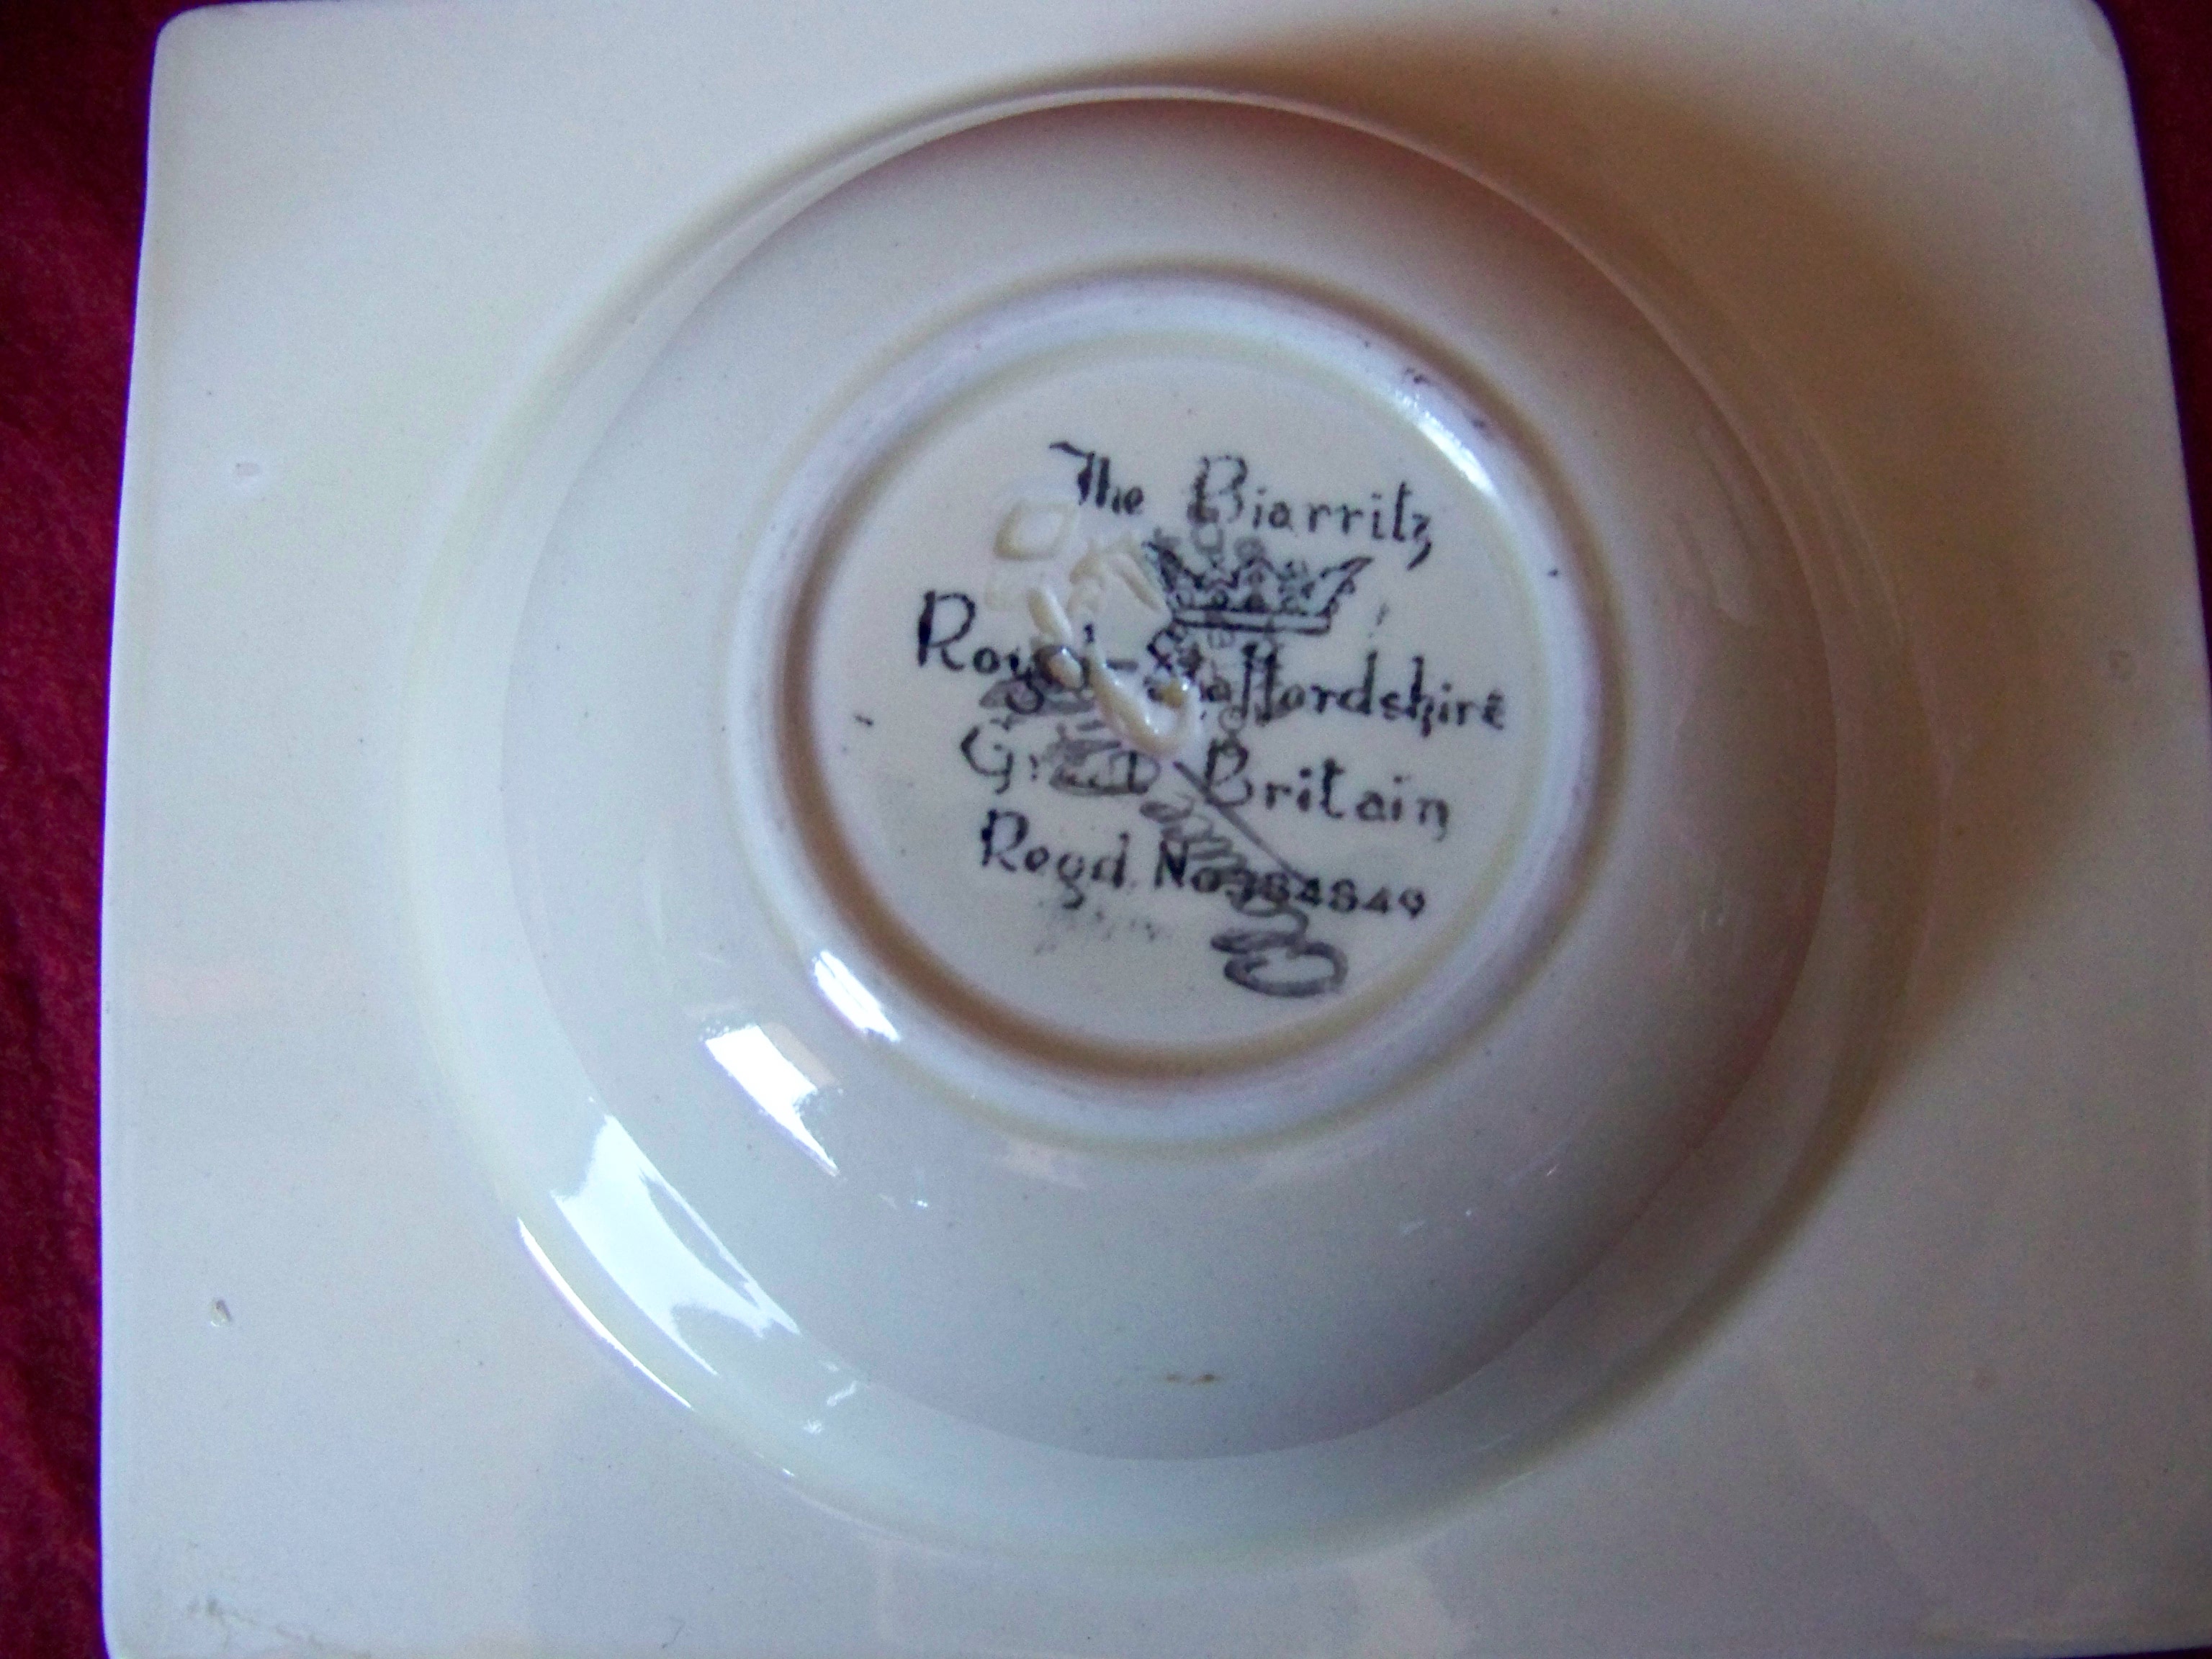 The Biarritz
Royal-Staffordshire
Great Britain
Regd. No 784849